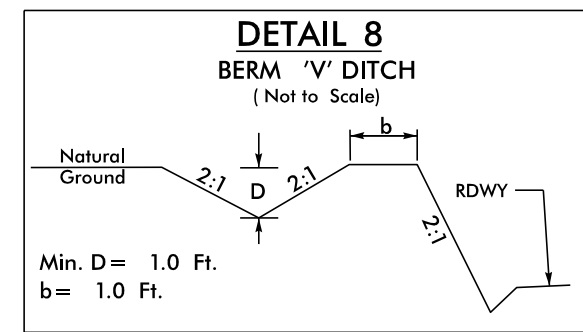 DETAIL 8
BERM 'V' DITCH
( Not to Scale)
b
Natural
Ground
2:1
D
2:1
RDWY
2:1
Min. D = 1.0 Ft.
b = 1.0 Ft.